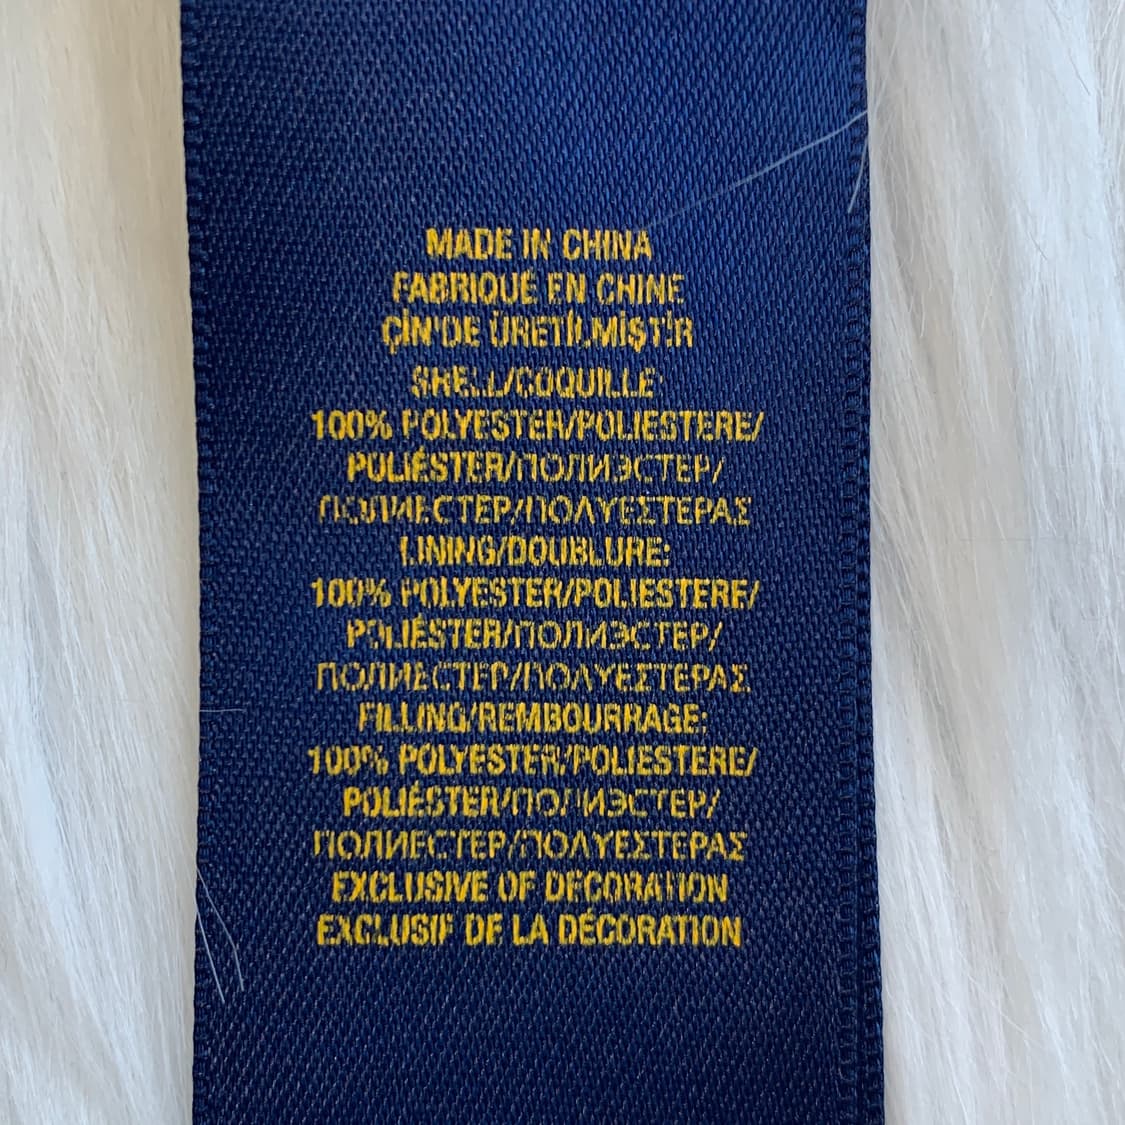 MADE IN CHINA
FABRIQUÉ EN CHINE
ÇİN'DE ÜRETİLMİŞTİR
SHELL/COQUILLE:
100% POLYESTER/POLIESTERE/
POLIÉSTER/ПОЛИЭСТЕР/
ПОЛИЕСТЕР/ΠΟΛΥΕΣΤΕΡΑΣ
LINING/DOUBLURE:
100% POLYESTER/POLIESTERE/
POLIÉSTER/ПОЛИЭСТЕР/
ПОЛИЕСТЕР/ΠΟΛΥΕΣΤΕΡΑΣ
FILLING/REMBOURRAGE:
100% POLYESTER/POLIESTERE/
POLIÉSTER/ПОЛИЭСТЕР/
ПОЛИЕСТЕР/ΠΟΛΥΕΣΤΕΡΑΣ
EXCLUSIVE OF DECORATION
EXCLUSIF DE LA DÉCORATION